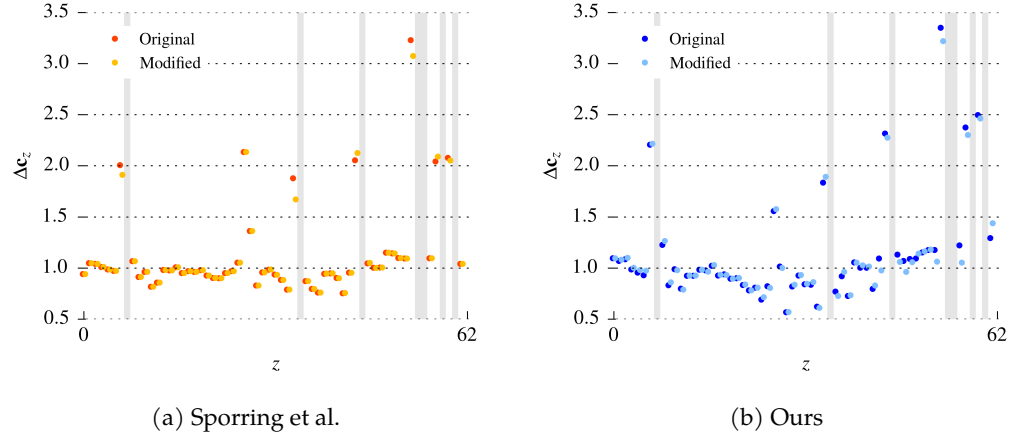 3.5
3.0
2.5
2.0
1.5
1.0
0.5
Δc_z
Original
Modified
0
62
z
(a) Sporring et al.
3.5
3.0
2.5
2.0
1.5
1.0
0.5
Δc_z
Original
Modified
0
62
z
(b) Ours